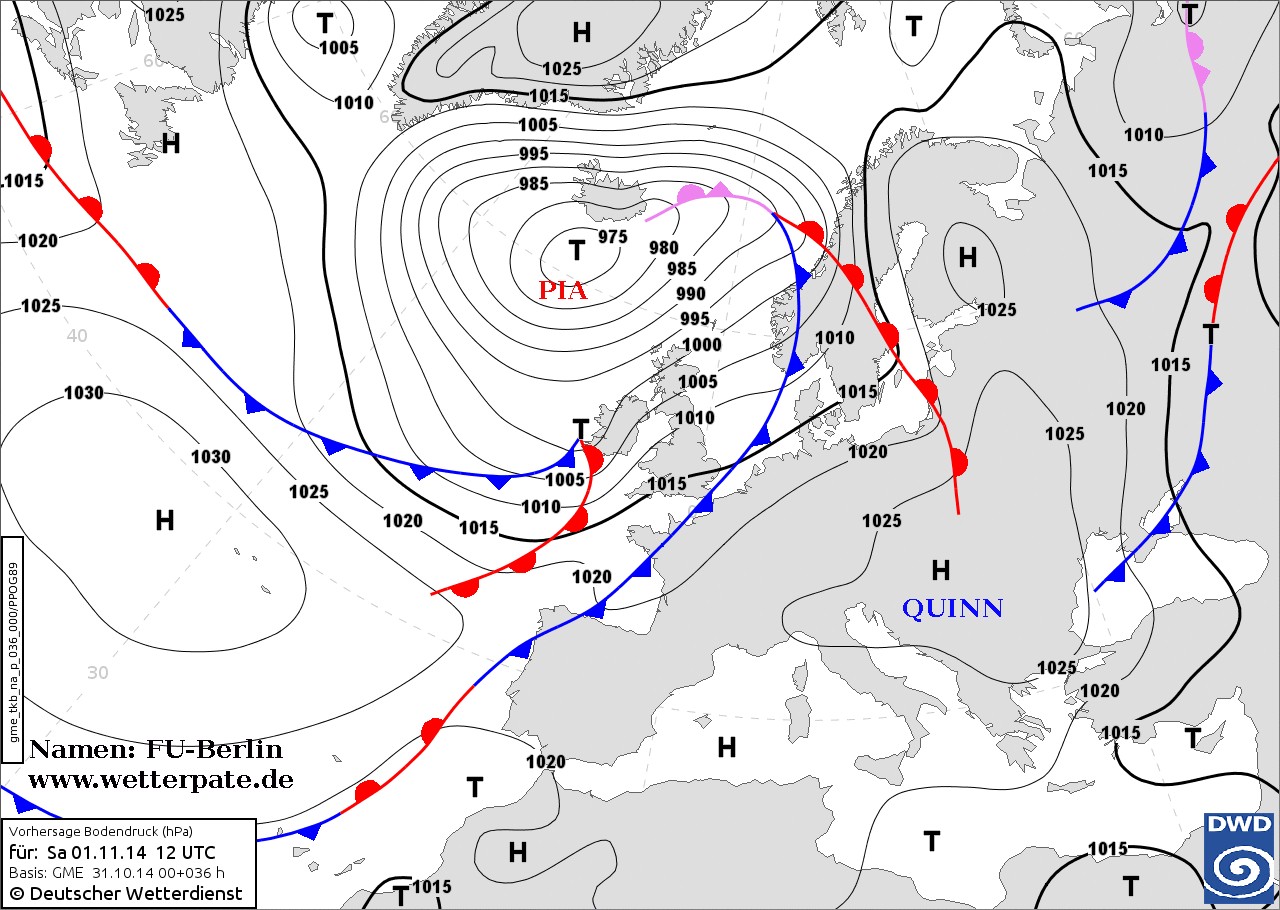 1025
T
1005
H
1025
T
T
60
1010
1015
1005
1010
1015
H
995
985
.1015
1020
T
975
980
985
990
995
1000
1005
1010
PIA
H
1025
1010
1015
1015
T
1025
40
1030
1030
1025
H
1020
1015
T
1005
1010
1015
1020
1020
1025
1025
1020
H
QUINN
30
1025
1020
1015
T
H
1020
T
H
T
1015
T
1015
T
gme_tkb_na_p_036_000/PPOG89
Namen: FU-Berlin
www.wetterpate.de
Vorhersage Bodendruck (hPa)
für: Sa 01.11.14 12 UTC
Basis: GME 31.10.14 00+036 h
© Deutscher Wetterdienst
DWD